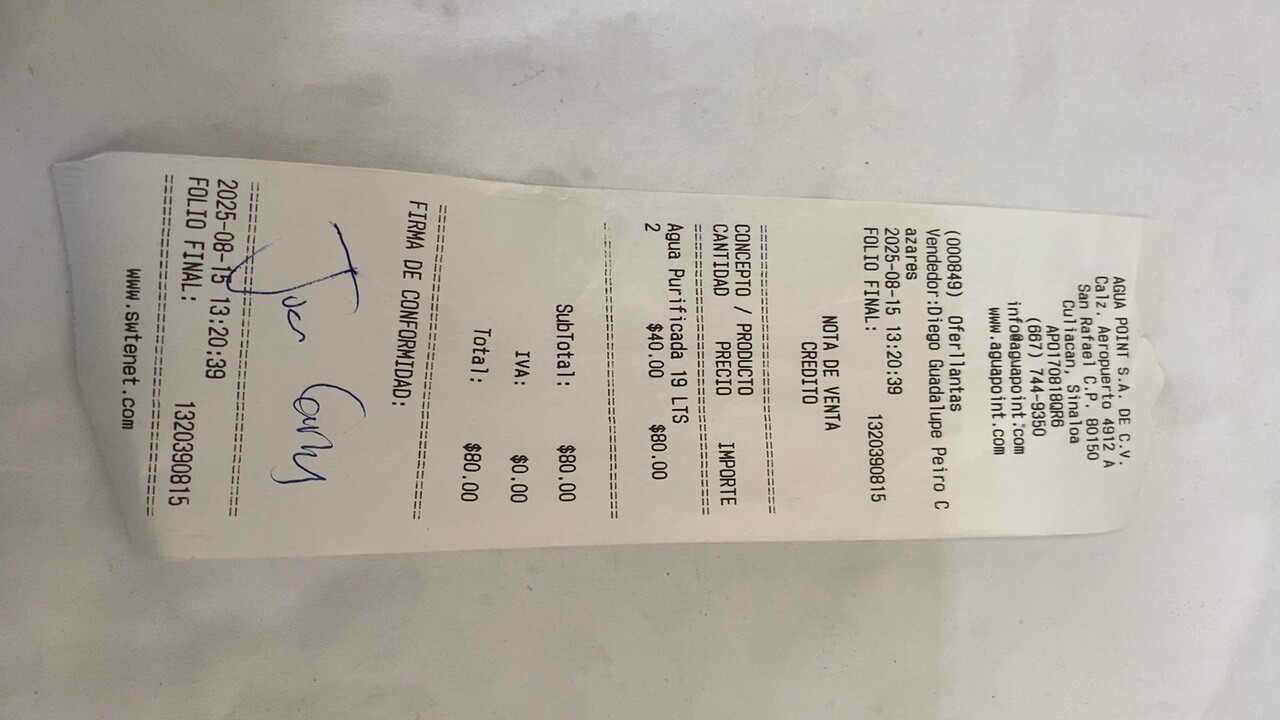 AGUA POINT S.A. DE C.V.
Calz. Aeropuerto 4912 A
San Rafael C.P. 80150
Culiacan, Sinaloa
APO170818QR6
(667) 744-9350
info@aguapoint.com
www.aguapoint.com
(000849) Oferllantas
Vendedor:Diego Guadalupe Peiro C
azares
2025-08-15 13:20:39
FOLIO FINAL: 1320390815
NOTA DE VENTA
CREDITO
================================
CONCEPTO / PRODUCTO
CANTIDAD PRECIO IMPORTE
================================
Agua Purificada 19 LTS
2 $40.00 $80.00
================================
SubTotal: $80.00
IVA: $0.00
Total: $80.00
================================
FIRMA DE CONFORMIDAD:
================================
2025-08-15 13:20:39
FOLIO FINAL: 1320390815
================================
www.swtenet.com